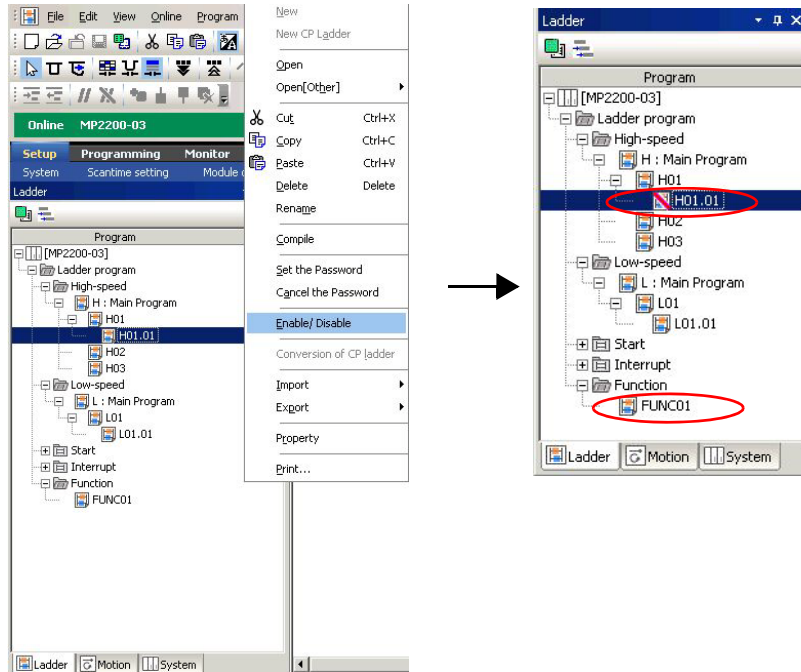 File Edit View Online Program
Online MP2200-03
Setup Programming Monitor
System Scantime setting Module
Ladder
Program
[MP2200-03]
Ladder program
High-speed
H : Main Program
H01
H01.01
H02
H03
Low-speed
L : Main Program
L01
L01.01
Start
Interrupt
Function
FUNC01
Ladder Motion System
New
New CP Ladder
Open
Open[Other]
Cut Ctrl+X
Copy Ctrl+C
Paste Ctrl+V
Delete Delete
Rename
Compile
Set the Password
Cancel the Password
Enable/ Disable
Conversion of CP ladder
Import
Export
Property
Print...
Ladder
Program
[MP2200-03]
Ladder program
High-speed
H : Main Program
H01
H01.01
H02
H03
Low-speed
L : Main Program
L01
L01.01
Start
Interrupt
Function
FUNC01
Ladder Motion System